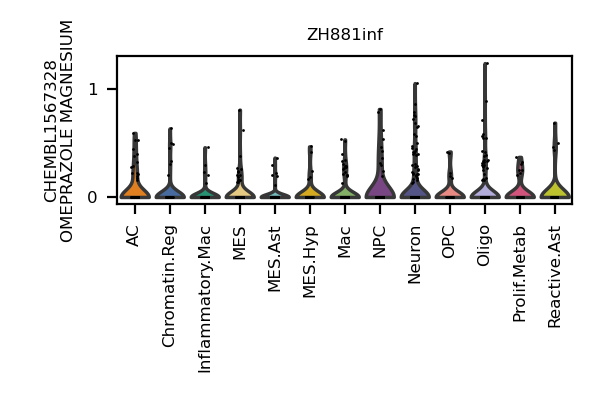 ZH881inf
CHEMBL1567328
OMEPRAZOLE MAGNESIUM
1
0
AC
Chromatin.Reg
Inflammatory.Mac
MES
MES.Ast
MES.Hyp
Mac
NPC
Neuron
OPC
Oligo
Prolif.Metab
Reactive.Ast